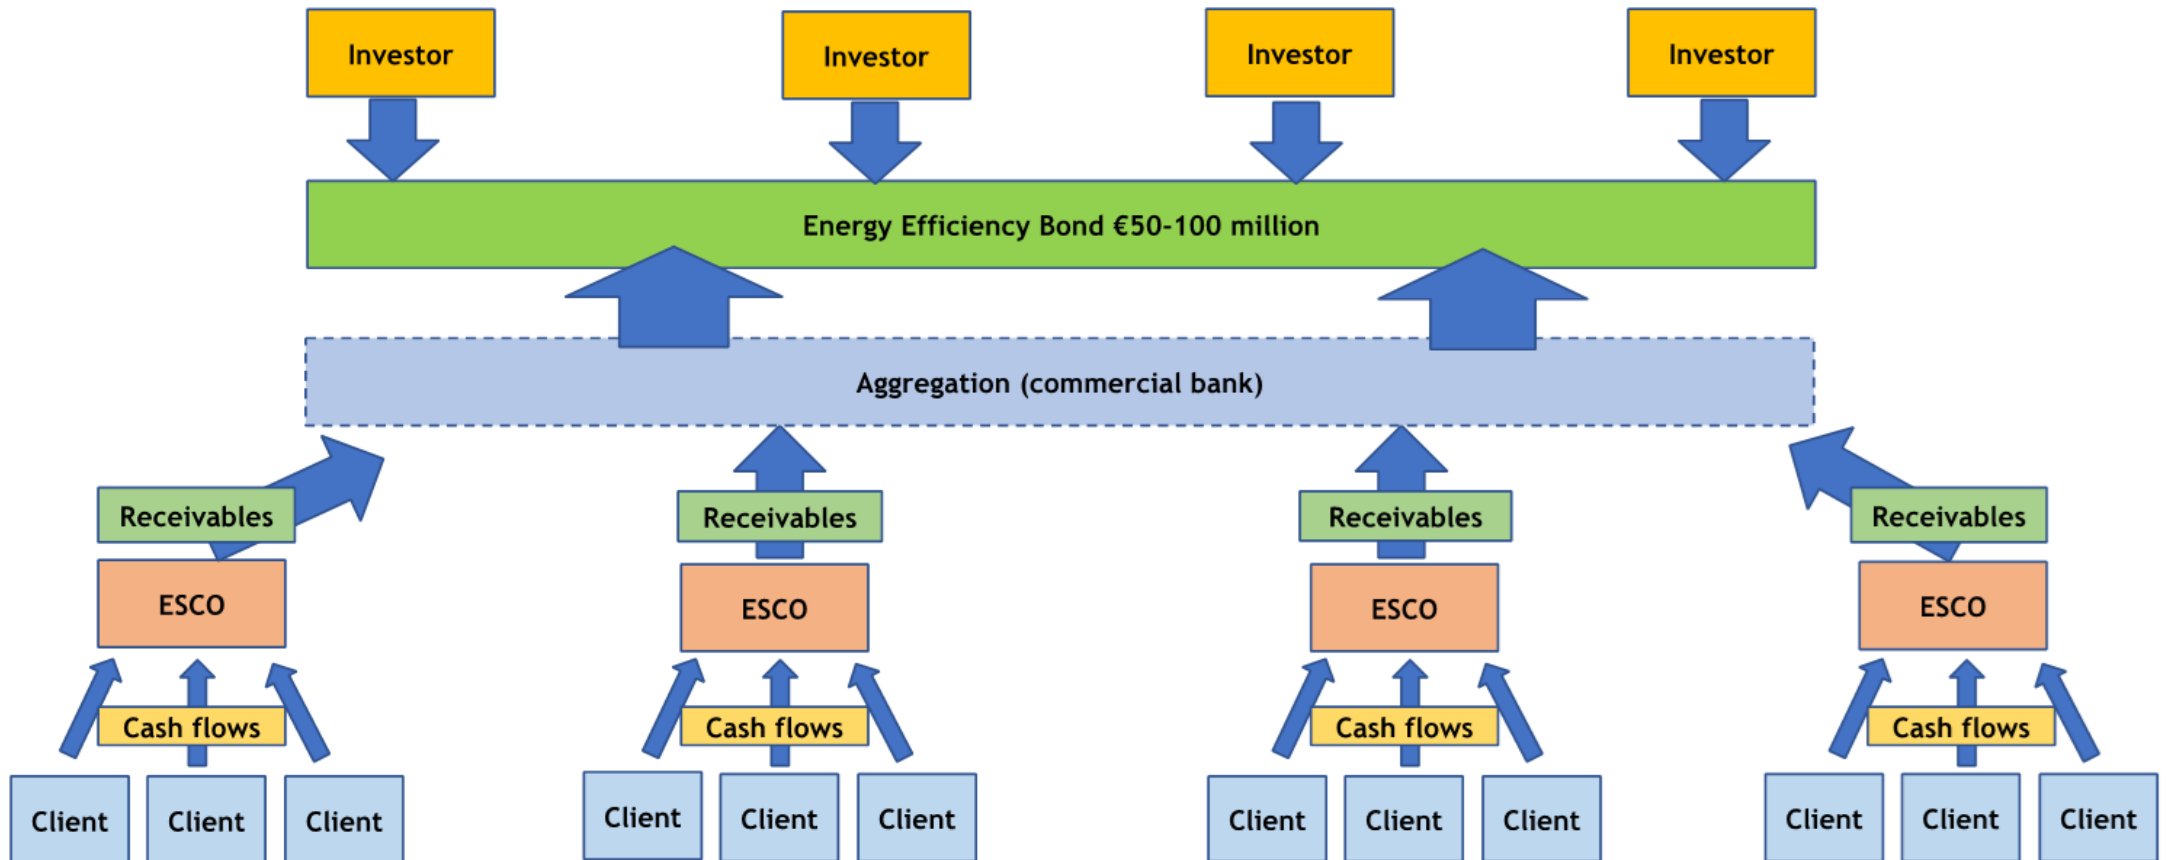 Investor
Investor
Investor
Investor
Energy Efficiency Bond €50-100 million
Aggregation (commercial bank)
Receivables
Receivables
Receivables
Receivables
ESCO
ESCO
ESCO
ESCO
Cash flows
Cash flows
Cash flows
Cash flows
Client
Client
Client
Client
Client
Client
Client
Client
Client
Client
Client
Client